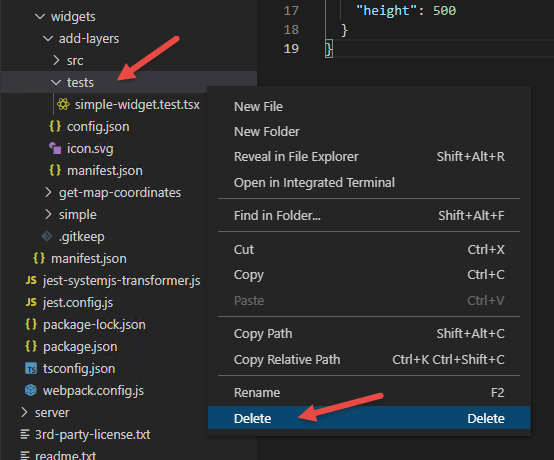 widgets
add-layers
src
tests
simple-widget.test.tsx
config.json
icon.svg
manifest.json
get-map-coordinates
simple
.gitkeep
manifest.json
jest-systemjs-transformer.js
jest.config.js
package-lock.json
package.json
tsconfig.json
webpack.config.js
server
3rd-party-license.txt
readme.txt
17 "height": 500
18 }
19 }
New File
New Folder
Reveal in File Explorer Shift+Alt+R
Open in Integrated Terminal
Find in Folder... Shift+Alt+F
Cut Ctrl+X
Copy Ctrl+C
Paste Ctrl+V
Copy Path Shift+Alt+C
Copy Relative Path Ctrl+K Ctrl+Shift+C
Rename F2
Delete Delete